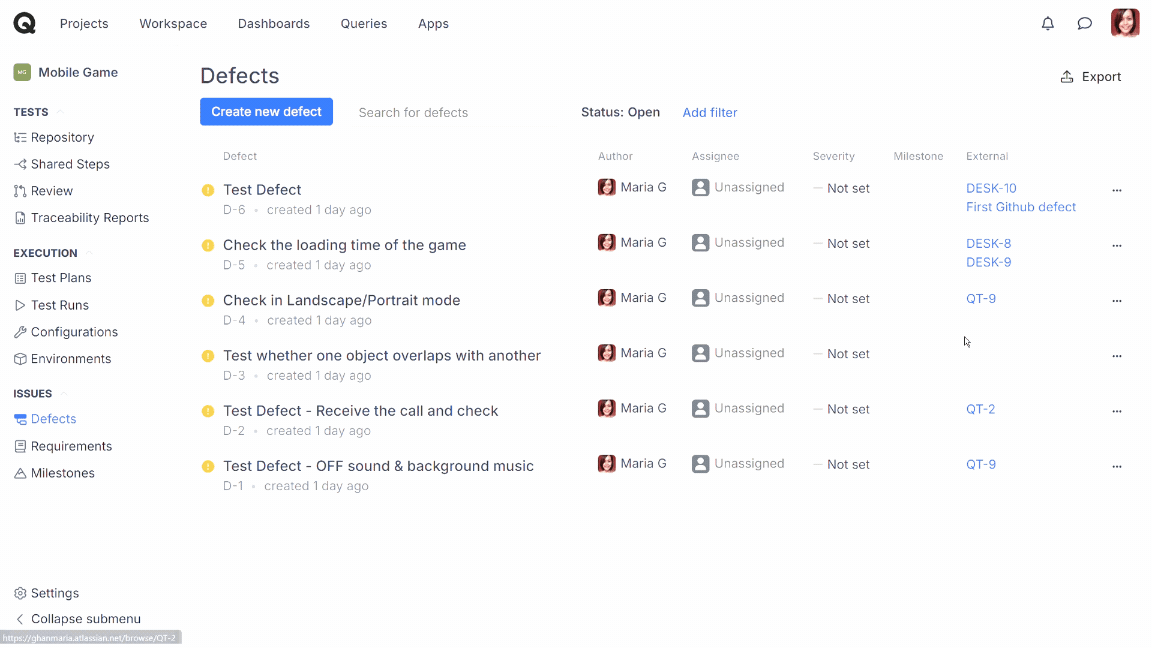 Projects Workspace Dashboards Queries Apps
MG Mobile Game
TESTS
Repository
Shared Steps
Review
Traceability Reports
EXECUTION
Test Plans
Test Runs
Configurations
Environments
ISSUES
Defects
Requirements
Milestones
Settings
Collapse submenu
https://ghanmaria.atlassian.net/browse/QT-2
Defects
Export
Create new defect Search for defects Status: Open Add filter
Defect Author Assignee Severity Milestone External
Test Defect Maria G Unassigned Not set DESK-10
D-6 • created 1 day ago First Github defect
Check the loading time of the game Maria G Unassigned Not set DESK-8
D-5 • created 1 day ago DESK-9
Check in Landscape/Portrait mode Maria G Unassigned Not set QT-9
D-4 • created 1 day ago
Test whether one object overlaps with another Maria G Unassigned Not set
D-3 • created 1 day ago
Test Defect - Receive the call and check Maria G Unassigned Not set QT-2
D-2 • created 1 day ago
Test Defect - OFF sound & background music Maria G Unassigned Not set QT-9
D-1 • created 1 day ago